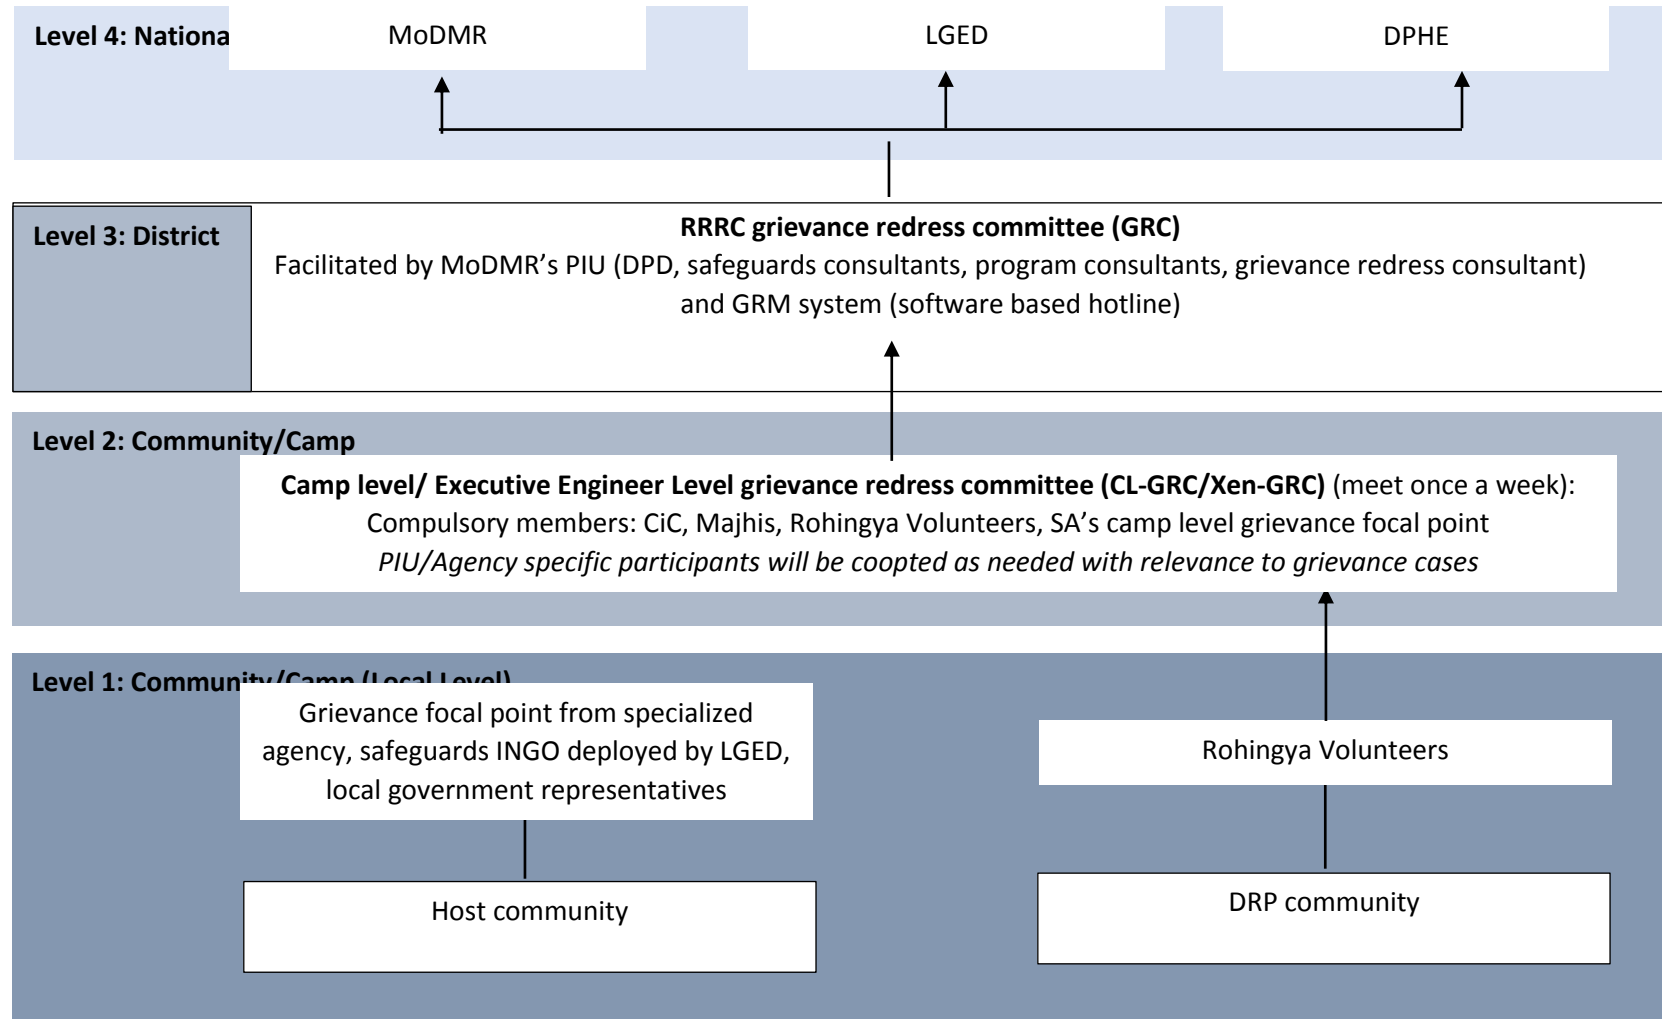 Level 4: Nationa
MoDMR
LGED
DPHE
Level 3: District
RRRC grievance redress committee (GRC)
Facilitated by MoDMR’s PIU (DPD, safeguards consultants, program consultants, grievance redress consultant)
and GRM system (software based hotline)
Level 2: Community/Camp
Camp level/ Executive Engineer Level grievance redress committee (CL-GRC/Xen-GRC) (meet once a week):
Compulsory members: CiC, Majhis, Rohingya Volunteers, SA’s camp level grievance focal point
PIU/Agency specific participants will be coopted as needed with relevance to grievance cases
Level 1: Community/Camp (Local Level)
Grievance focal point from specialized
agency, safeguards INGO deployed by LGED,
local government representatives
Rohingya Volunteers
Host community
DRP community